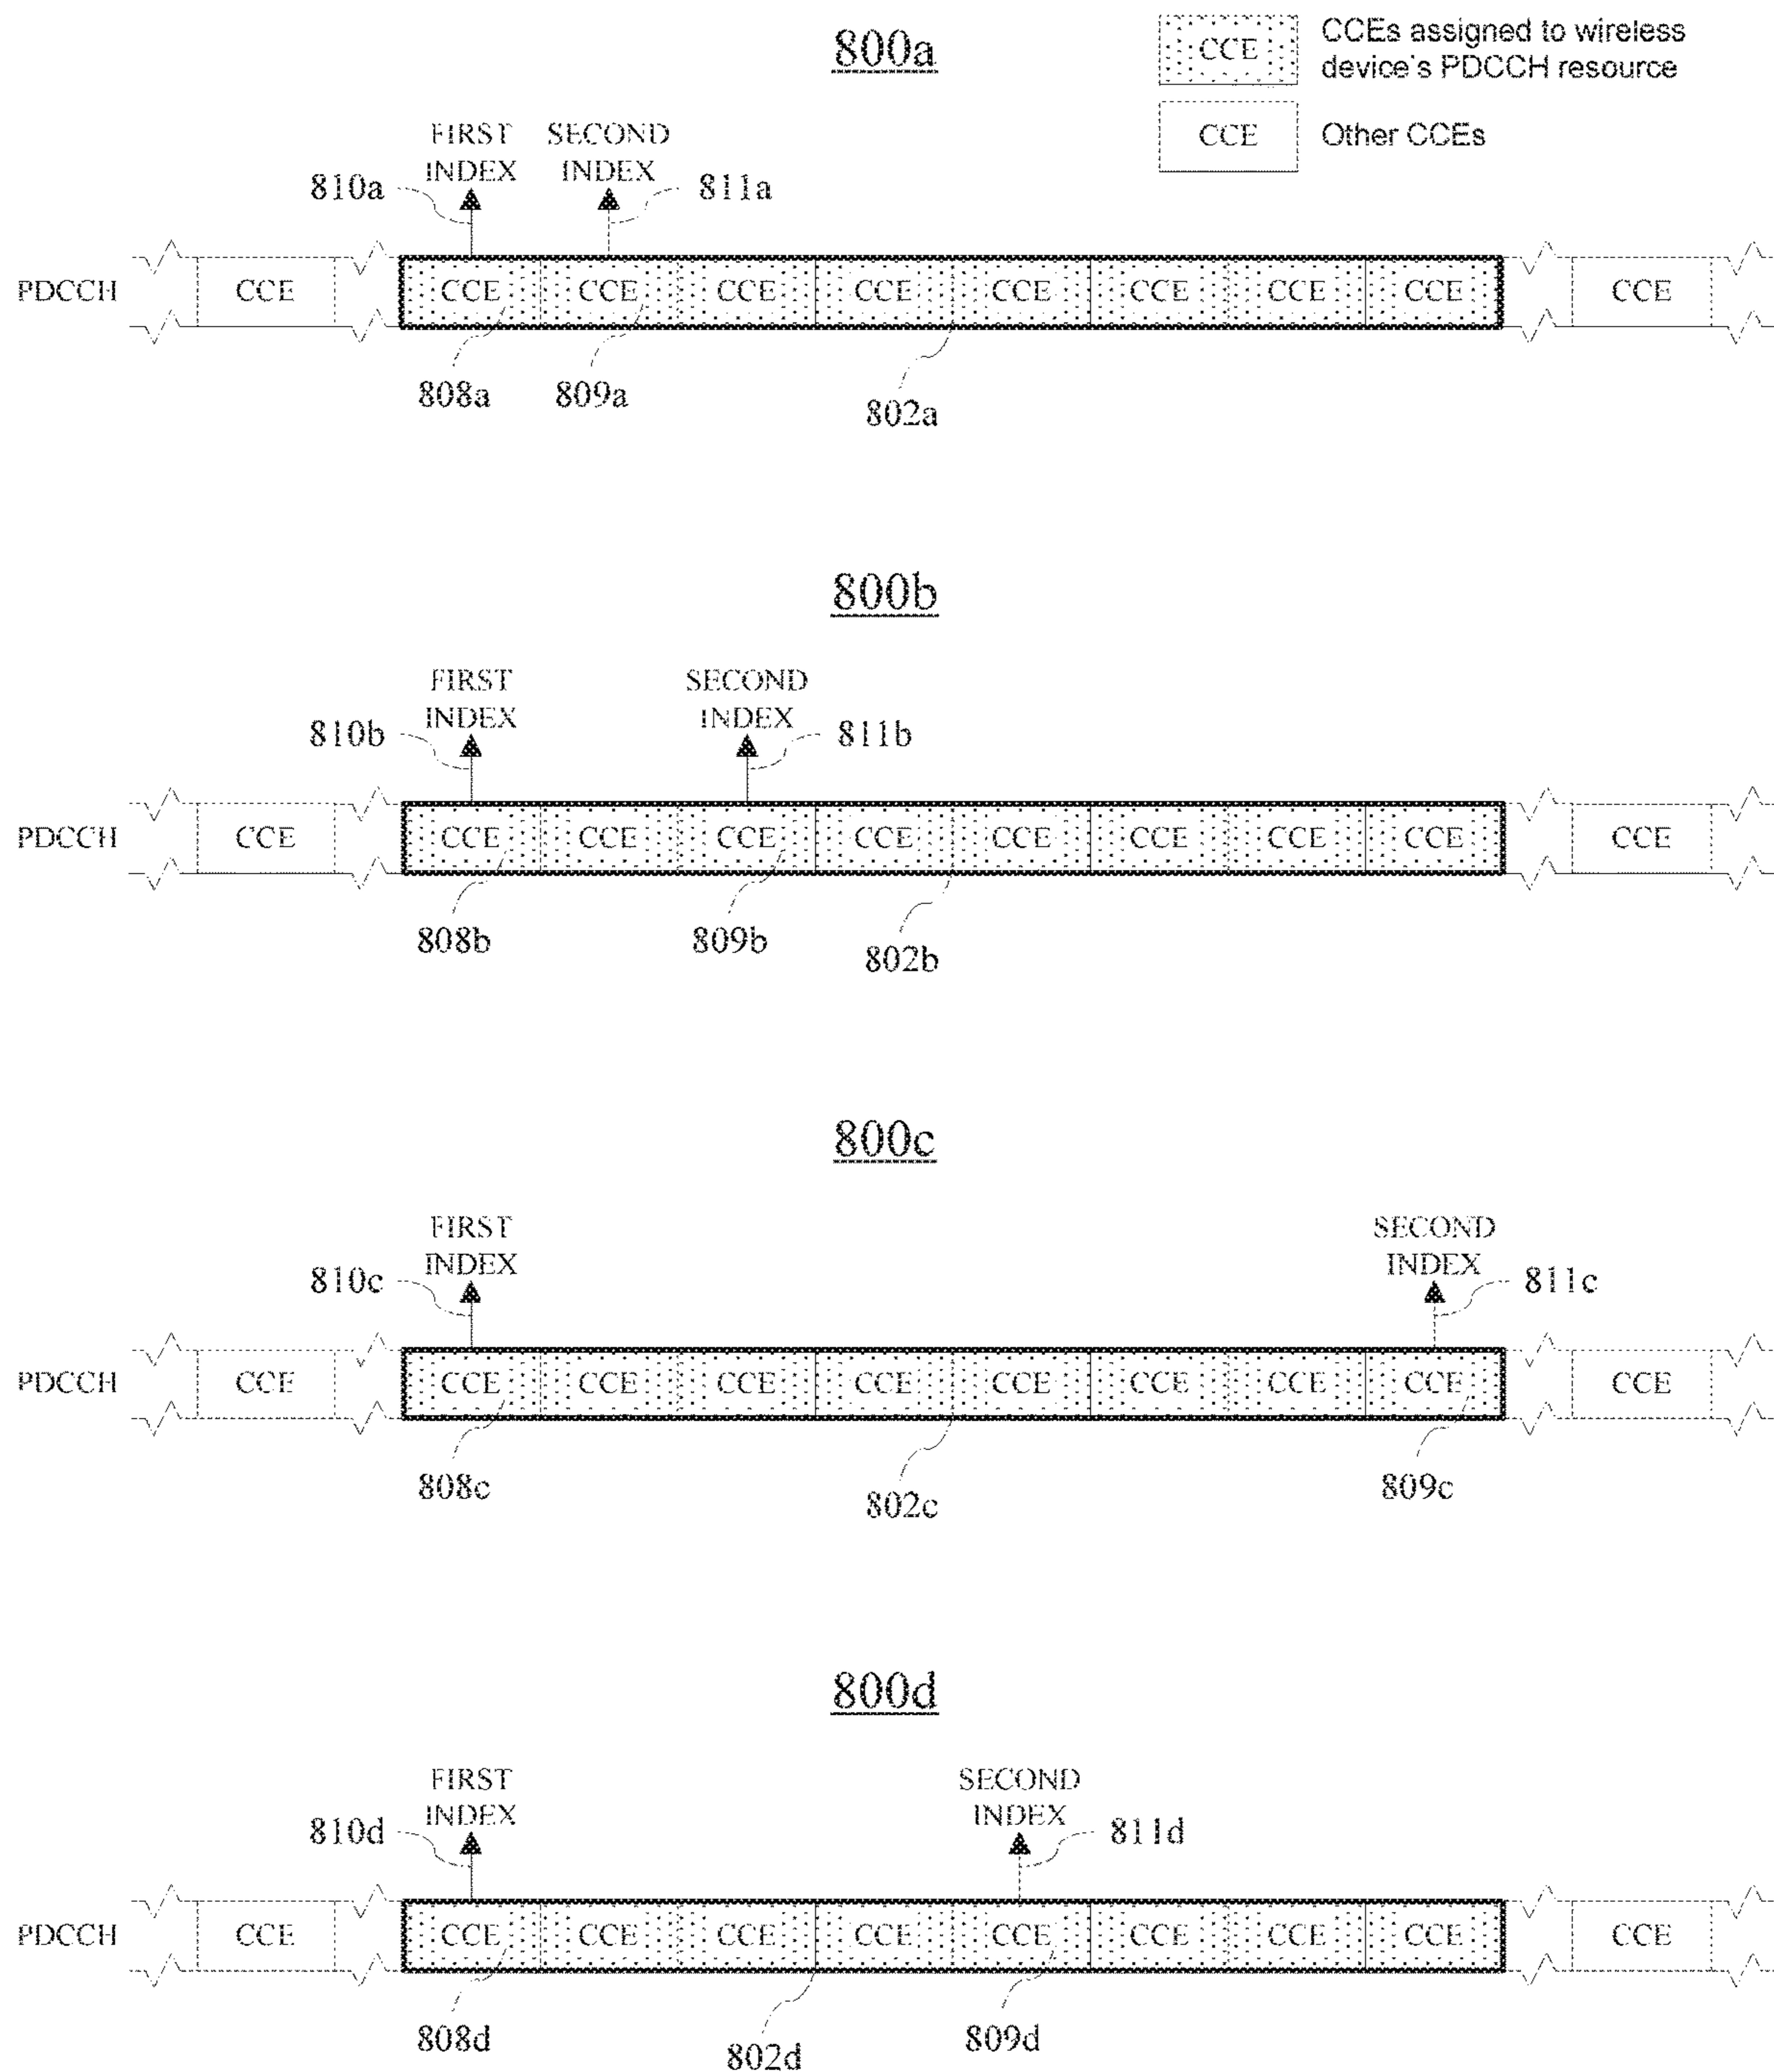 800a
CCE CCEs assigned to wireless
device's PDCCH resource
CCE Other CCEs
FIRST INDEX
SECOND INDEX
810a 811a
PDCCH CCE CCE CCE CCE CCE CCE CCE CCE CCE CCE
808a 809a 802a
800b
FIRST INDEX
SECOND INDEX
810b 811b
PDCCH CCE CCE CCE CCE CCE CCE CCE CCE CCE CCE
808b 809b 802b
800c
FIRST INDEX
SECOND INDEX
810c 811c
PDCCH CCE CCE CCE CCE CCE CCE CCE CCE CCE CCE
808c 802c 809c
800d
FIRST INDEX
SECOND INDEX
810d 811d
PDCCH CCE CCE CCE CCE CCE CCE CCE CCE CCE CCE
808d 802d 809d